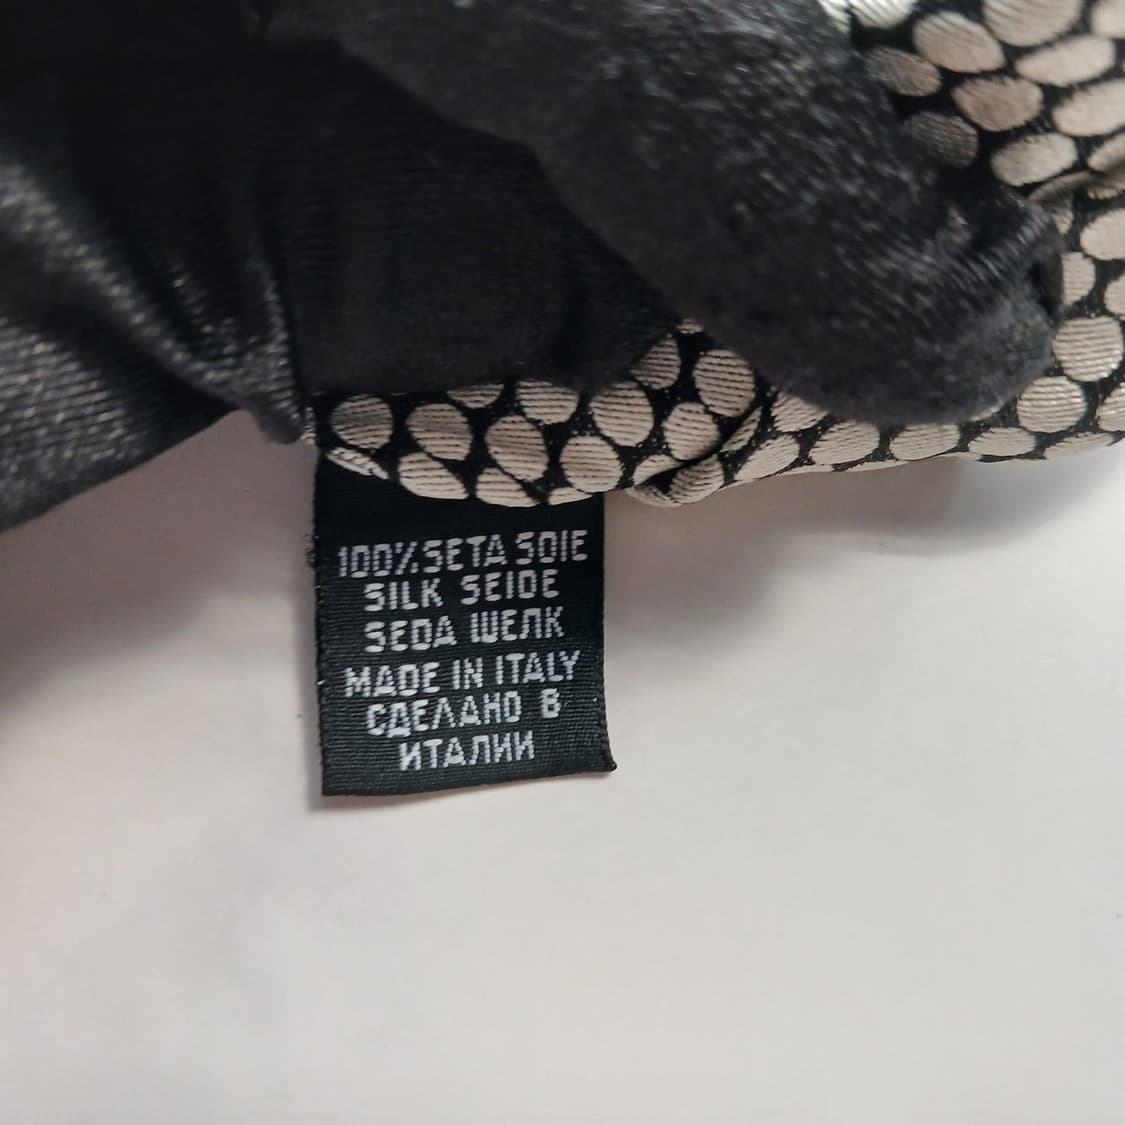 100% SETA SOIE
SILK SEIDE
SEDA ШЕЛК
MADE IN ITALY
СДЕЛАНО В
ИТАЛИИ